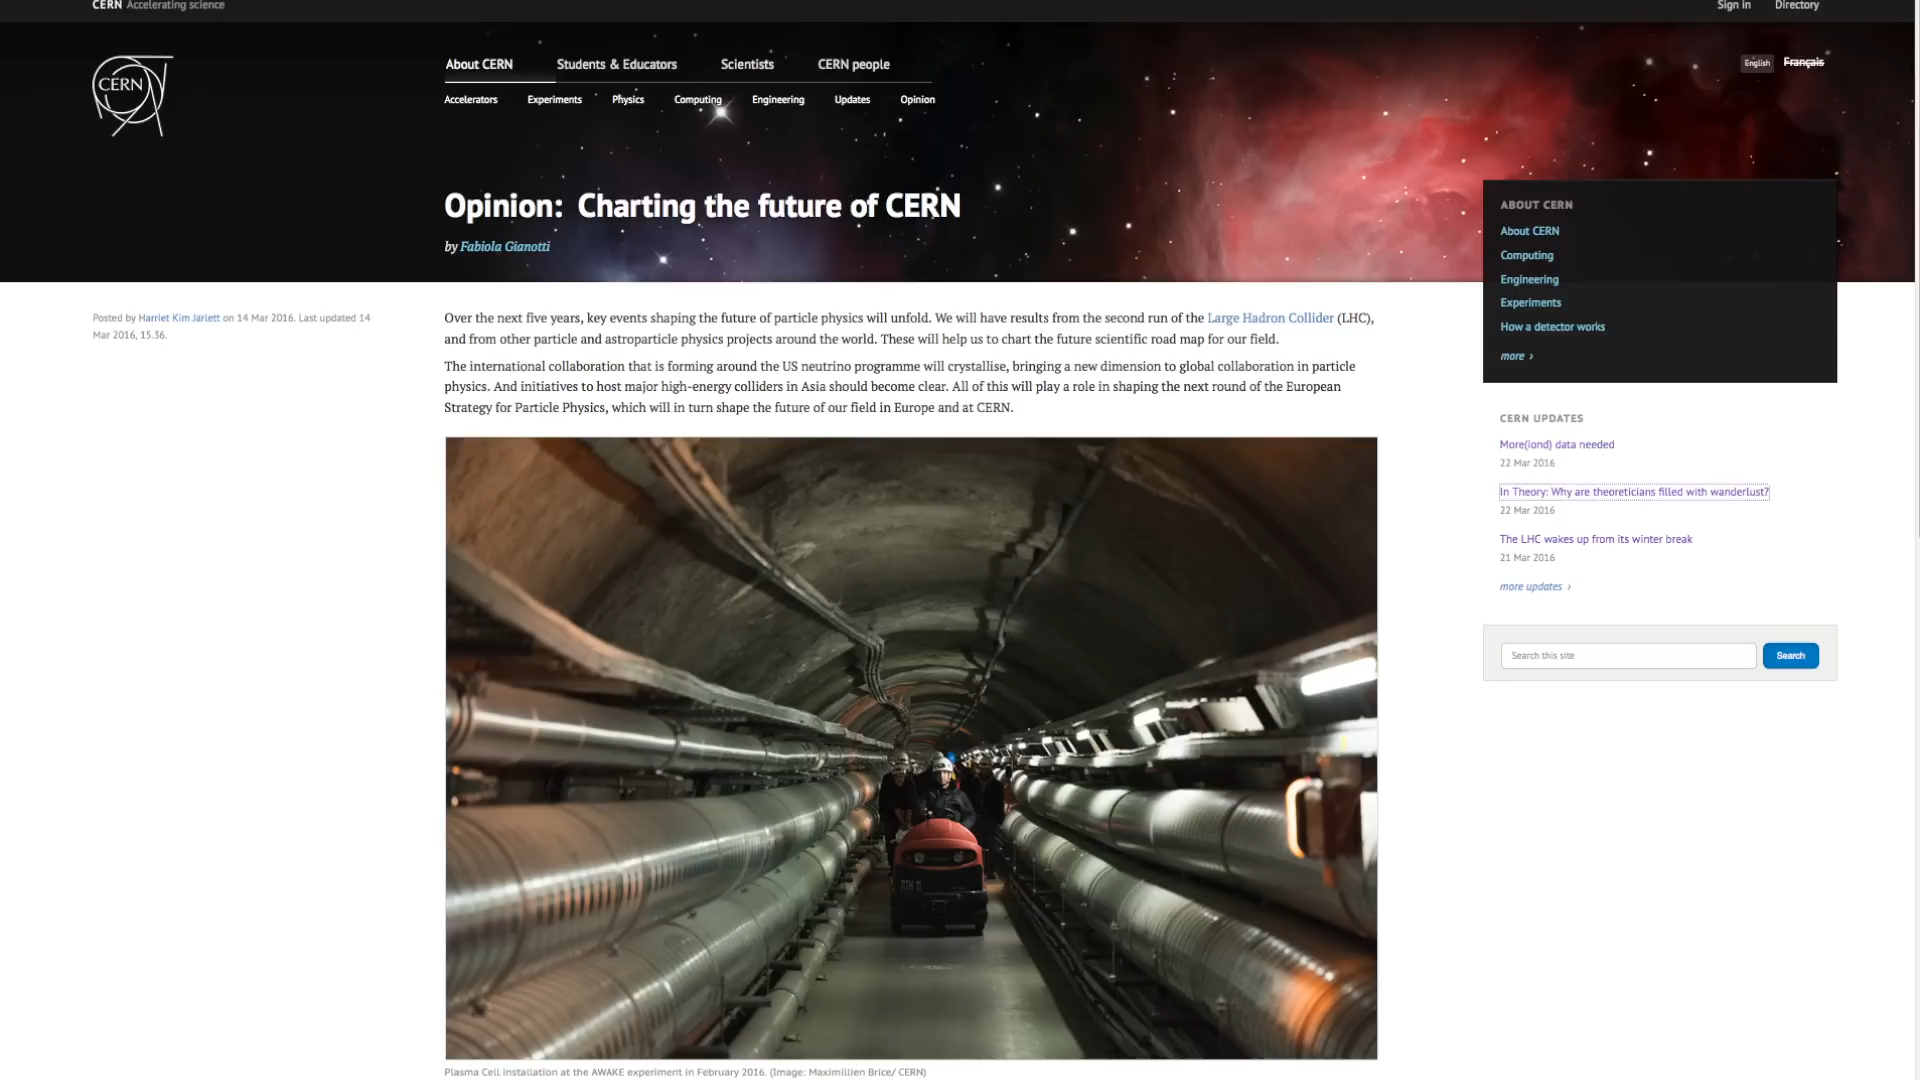 CERN Accelerating science
Sign in Directory
CERN
About CERN Students & Educators Scientists CERN people
English Français
Accelerators Experiments Physics Computing Engineering Updates Opinion
Opinion: Charting the future of CERN
by Fabiola Gianotti
ABOUT CERN
About CERN
Computing
Engineering
Experiments
How a detector works
more ›
Posted by Harriet Kim Jarlett on 14 Mar 2016. Last updated 14
Mar 2016, 15.36.
Over the next five years, key events shaping the future of particle physics will unfold. We will have results from the second run of the Large Hadron Collider (LHC),
and from other particle and astroparticle physics projects around the world. These will help us to chart the future scientific road map for our field.
The international collaboration that is forming around the US neutrino programme will crystallise, bringing a new dimension to global collaboration in particle
physics. And initiatives to host major high-energy colliders in Asia should become clear. All of this will play a role in shaping the next round of the European
Strategy for Particle Physics, which will in turn shape the future of our field in Europe and at CERN.
CERN UPDATES
More(iond) data needed
22 Mar 2016
In Theory: Why are theoreticians filled with wanderlust?
22 Mar 2016
The LHC wakes up from its winter break
21 Mar 2016
more updates ›
Search this site Search
Plasma Cell installation at the AWAKE experiment in February 2016. (Image: Maximillien Brice/ CERN)